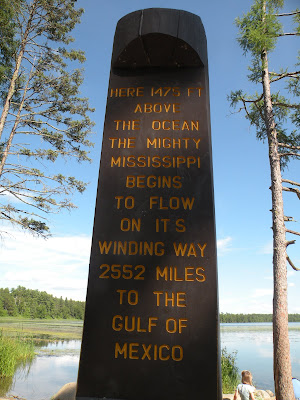 HERE 1475 FT
ABOVE
THE OCEAN
THE MIGHTY
MISSISSIPPI
BEGINS
TO FLOW
ON IT'S
WINDING WAY
2552 MILES
TO THE
GULF OF
MEXICO